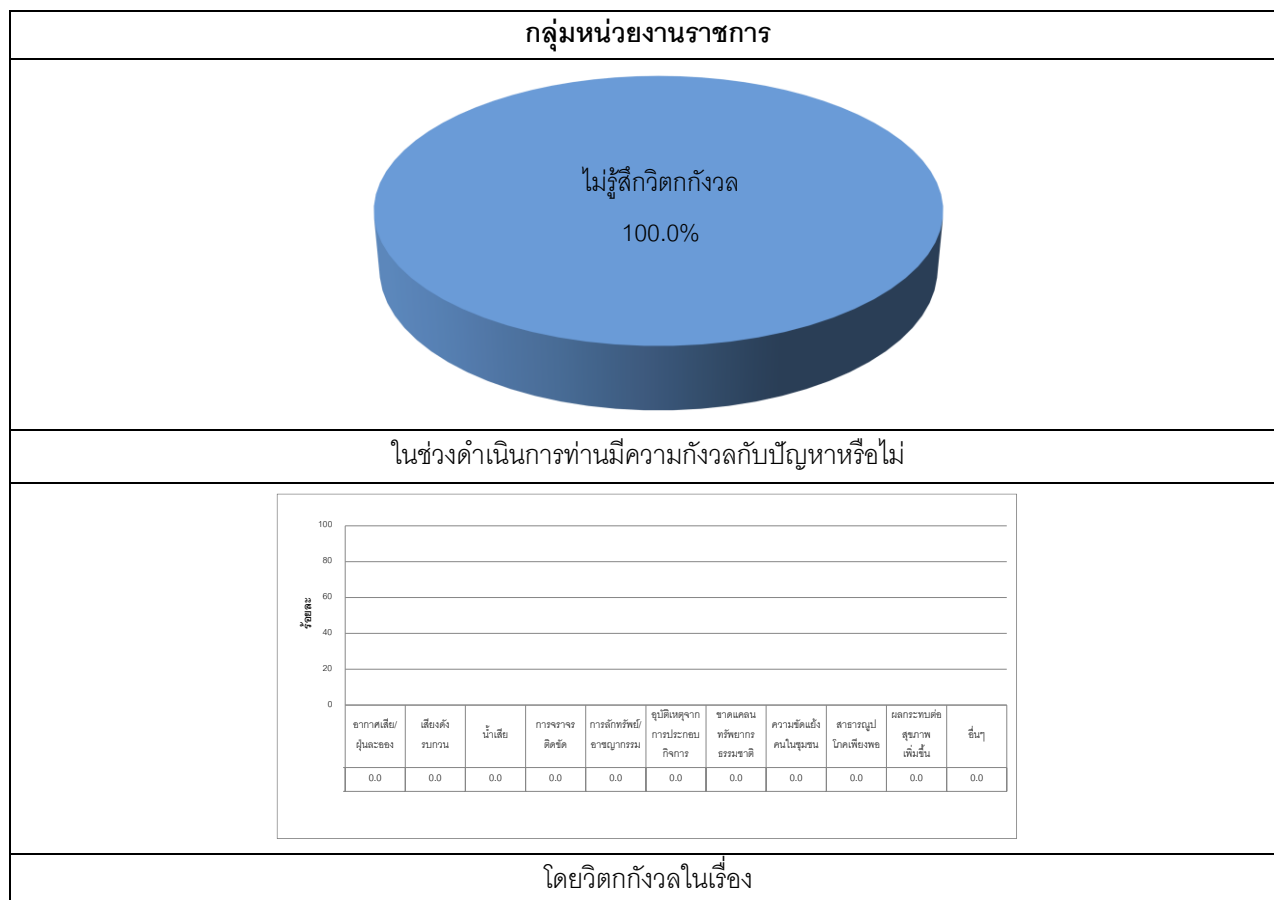 กลุ่มหน่วยงานราชการ
ไม่รู้สึกวิตกกังวล
100.0%
ในช่วงดำเนินการท่านมีความกังวลกับปัญหาหรือไม่
ร้อยละ
100
80
60
40
20
0
อากาศเสีย/
ฝุ่นละออง
เสียงดัง
รบกวน
น้ำเสีย
การจราจร
ติดขัด
การลักทรัพย์/
อาชญากรรม
อุบัติเหตุจาก
การประกอบ
กิจการ
ขาดแคลน
ทรัพยากร
ธรรมชาติ
ความขัดแย้ง
คนในชุมชน
สาธารณูป
โภคเพียงพอ
ผลกระทบต่อ
สุขภาพ
เพิ่มขึ้น
อื่นๆ
0.0 0.0 0.0 0.0 0.0 0.0 0.0 0.0 0.0 0.0 0.0
โดยวิตกกังวลในเรื่อง